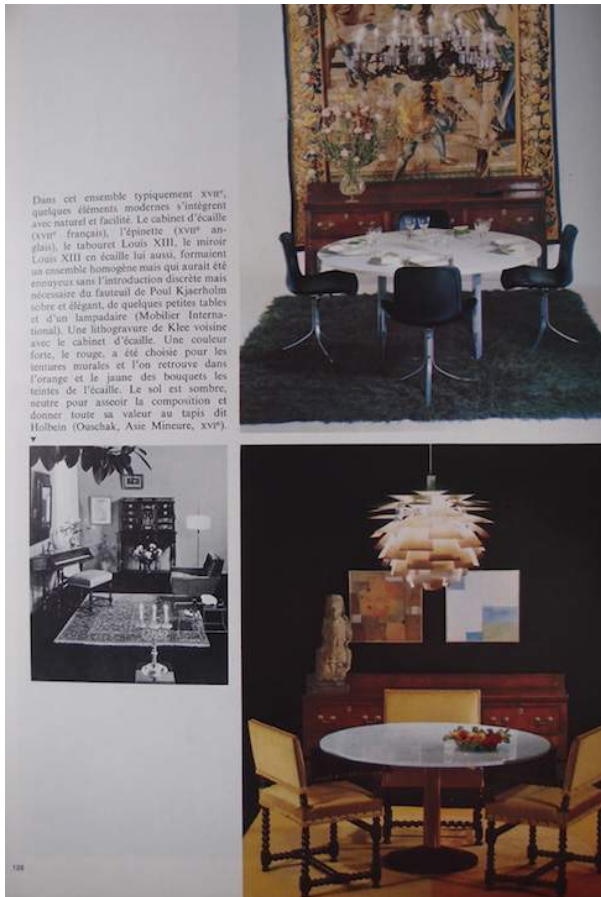 Dans cet ensemble typiquement XVIIᵉ,
quelques éléments modernes s'intègrent
avec naturel et facilité. Le cabinet d'écaille
(XVIIᵉ français), l'épinette (XVIIᵉ an-
glais), le tabouret Louis XIII, le miroir
Louis XIII en écaille lui aussi, formaient
un ensemble homogène mais qui aurait été
ennuyeux sans l'introduction discrète mais
nécessaire du fauteuil de Poul Kjaerholm
sobre et élégant, de quelques petites tables
et d'un lampadaire (Mobilier Interna-
tional). Une lithogravure de Klee voisine
avec le cabinet d'écaille. Une couleur
forte, le rouge, a été choisie pour les
tentures murales et l'on retrouve dans
l'orange et le jaune des bouquets les
teintes de l'écaille. Le sol est sombre,
neutre pour asseoir la composition et
donner toute sa valeur au tapis dit
Holbein (Ouschak, Asie Mineure, XVIᵉ).
▼